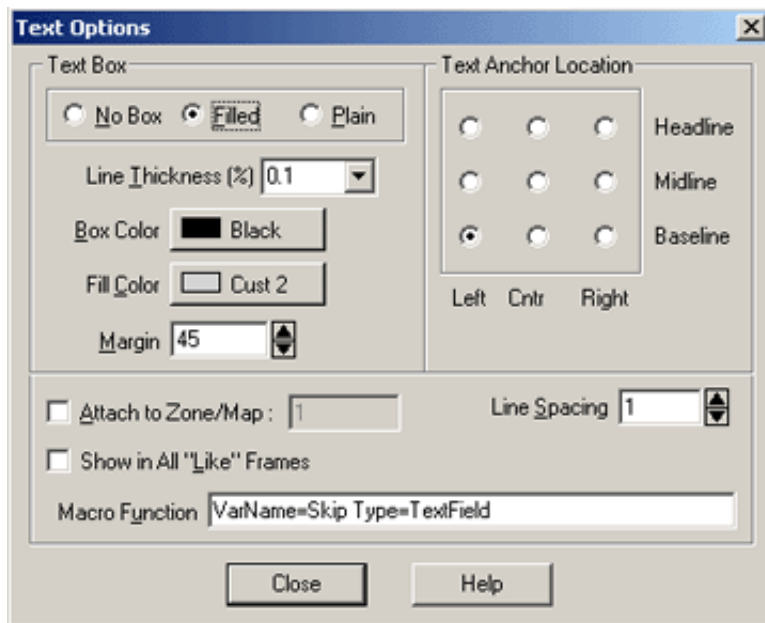 Text Options
Text Box
No Box Filled Plain
Line Thickness (%) 0.1
Box Color Black
Fill Color Cust 2
Margin 45
Text Anchor Location
Headline
Midline
Baseline
Left Cntr Right
Attach to Zone/Map : 1
Line Spacing 1
Show in All "Like" Frames
Macro Function VarName=Skip Type=TextField
Close Help